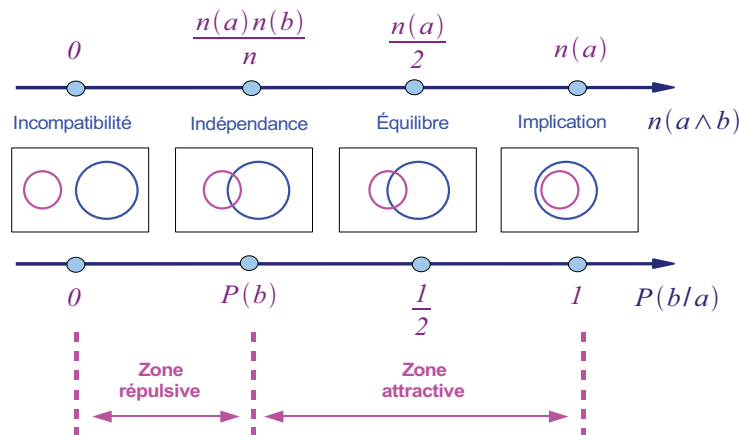 0
n(a)n(b)
n
n(a)
2
n(a)
Incompatibilité
Indépendance
Équilibre
Implication
n(a∧b)
0
P(b)
1
2
1
P(b/a)
Zone
répulsive
Zone
attractive